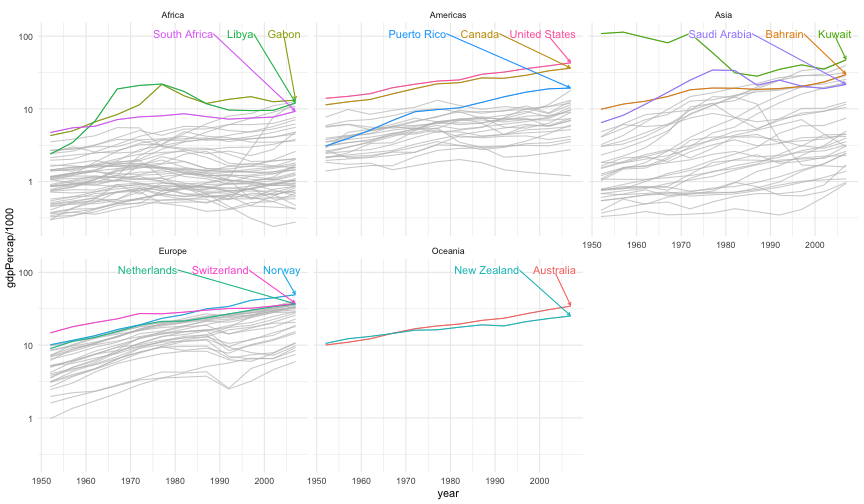 Africa Americas Asia
100 South Africa Libya Gabon Puerto Rico Canada United States Saudi Arabia Bahrain Kuwait
10
1
1950 1960 1970 1980 1990 2000
Europe Oceania
gdpPercap/1000
100 Netherlands Switzerland Norway New Zealand Australia
10
1
1950 1960 1970 1980 1990 2000 1950 1960 1970 1980 1990 2000
year